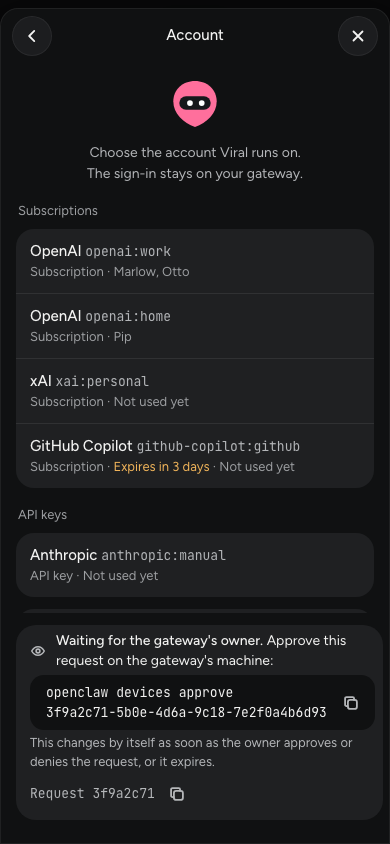 Account
Choose the account Viral runs on.
The sign-in stays on your gateway.
Subscriptions
OpenAI openai:work
Subscription · Marlow, Otto
OpenAI openai:home
Subscription · Pip
xAI xai:personal
Subscription · Not used yet
GitHub Copilot github-copilot:github
Subscription · Expires in 3 days · Not used yet
API keys
Anthropic anthropic:manual
API key · Not used yet
Waiting for the gateway's owner. Approve this
request on the gateway's machine:
openclaw devices approve
3f9a2c71-5b0e-4d6a-9c18-7e2f0a4b6d93
This changes by itself as soon as the owner approves or
denies the request, or it expires.
Request 3f9a2c71